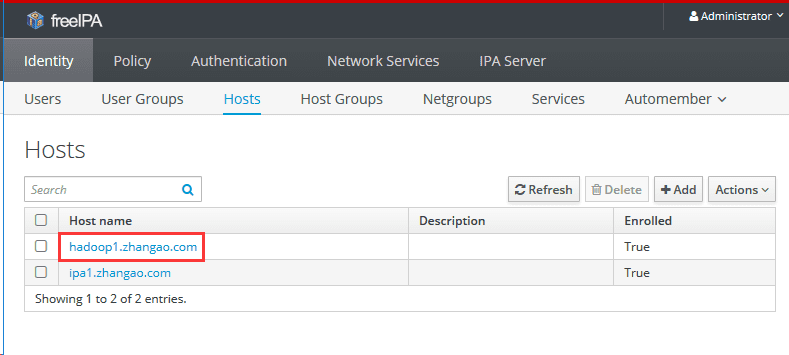 freeIPA Administrator
Identity Policy Authentication Network Services IPA Server
Users User Groups Hosts Host Groups Netgroups Services Automember
Hosts
Search Refresh Delete Add Actions
Host name Description Enrolled
hadoop1.zhangao.com True
ipa1.zhangao.com True
Showing 1 to 2 of 2 entries.